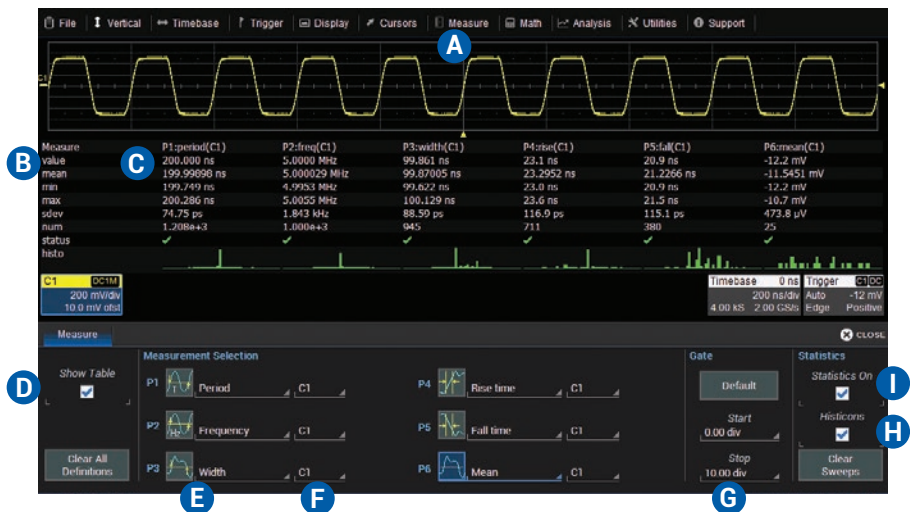 File Vertical Timebase Trigger Display Cursors Measure Math Analysis Utilities Support
A
C1
Measure P1:period(C1) P2:freq(C1) P3:width(C1) P4:rise(C1) P5:fall(C1) P6:mean(C1)
B C
value 200.000 ns 5.0000 MHz 99.861 ns 23.1 ns 20.9 ns -12.2 mV
mean 199.99898 ns 5.000029 MHz 99.87005 ns 23.2952 ns 21.2266 ns -11.5451 mV
min 199.749 ns 4.9953 MHz 99.622 ns 23.0 ns 20.9 ns -12.2 mV
max 200.286 ns 5.0055 MHz 100.129 ns 23.6 ns 21.5 ns -10.7 mV
sdev 74.75 ps 1.843 kHz 88.59 ps 116.9 ps 115.1 ps 473.8 µV
num 1.208e+3 1.000e+3 945 711 380 25
status
histo
C1 DC1M
200 mV/div
10.0 mV ofst
Timebase 0 ns
200 ns/div
4.00 kS 2.00 GS/s
Trigger C1 DC
Auto -12 mV
Edge Positive
Measure CLOSE
Measurement Selection Gate Statistics
D
Show Table
P1 Period C1
P4 Rise time C1
Default
Statistics On
I
P2 Hz Frequency C1
P5 Fall time C1
Start
0.00 div
Histicons
H
Clear All
Definitions
P3 Width C1
P6 Mean C1
Stop
10.00 div
Clear
Sweeps
E F G